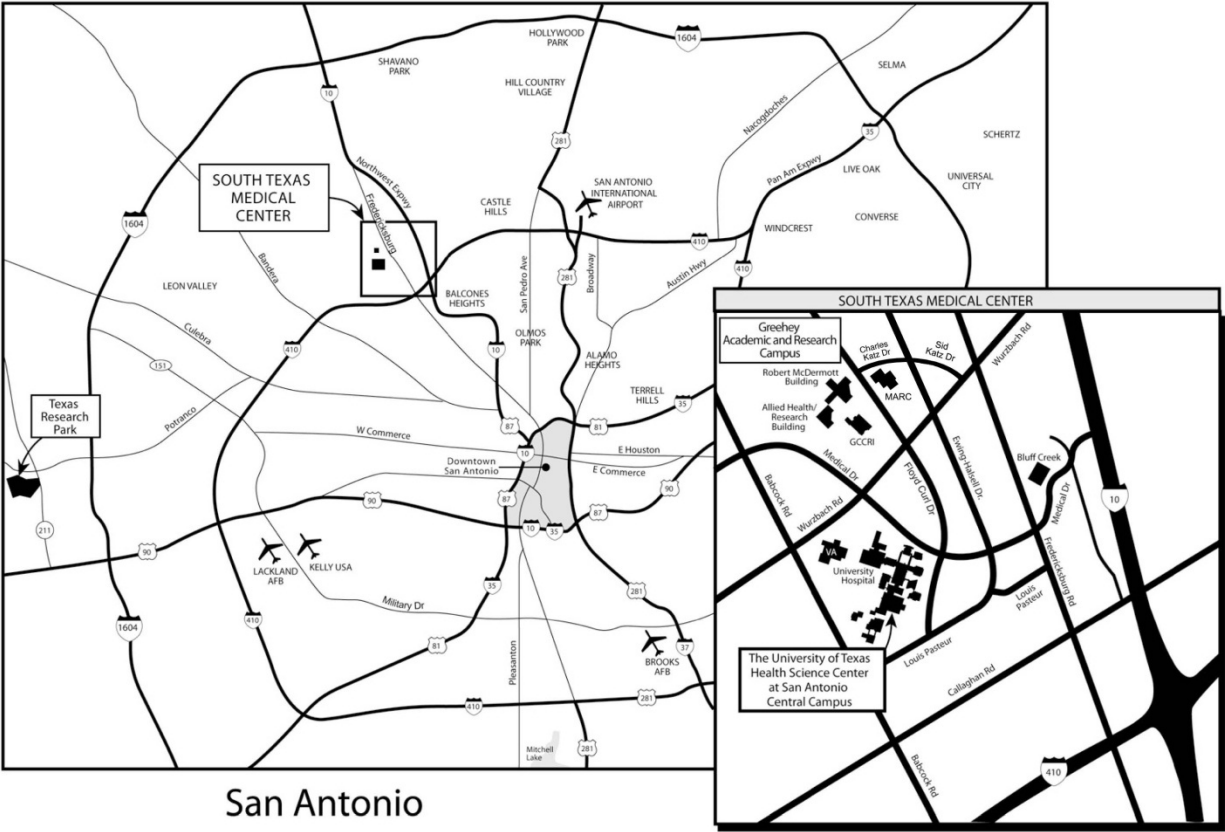 HOLLYWOOD
PARK
1604
SHAVANO
PARK
SELMA
HILL COUNTRY
VILLAGE
10
Nacogdoches
281
35
SCHERTZ
Northwest Expwy
Pan Am Expwy
LIVE OAK
UNIVERSAL
CITY
SOUTH TEXAS
MEDICAL
CENTER
Fredericksburg
CASTLE
HILLS
SAN ANTONIO
INTERNATIONAL
AIRPORT
1604
CONVERSE
WINDCREST
410
Bandera
San Pedro Ave
281
Broadway
Austin Hwy
410
LEON VALLEY
BALCONES
HEIGHTS
Culebra
OLMOS
PARK
410
10
ALAMO
HEIGHTS
151
TERRELL
HILLS
35
Texas
Research
Park
Potranco
87
81
W Commerce
10
E Houston
Downtown
San Antonio
E Commerce
90
87
90
87
10
35
211
90
LACKLAND
AFB
KELLY USA
35
281
Military Dr
410
1604
81
37
BROOKS
AFB
Pleasanton
410
281
Mitchell
Lake
281
San Antonio
SOUTH TEXAS MEDICAL CENTER
Greehey
Academic and Research
Campus
Charles
Katz Dr
Sid
Katz Dr
Wurzbach Rd
Robert McDermott
Building
MARC
Allied Health/
Research
Building
GCCRI
Medical Dr
Floyd Curl Dr
Ewing-Halsell Dr.
Bluff Creek
Babcock Rd
Wurzbach Rd
Medical Dr
10
VA
University
Hospital
Fredericksburg Rd
Louis
Pasteur
Louis Pasteur
The University of Texas
Health Science Center
at San Antonio
Central Campus
Callaghan Rd
Babcock Rd
410